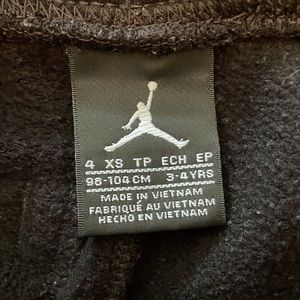 4 XS TP ECH EP
98-104CM 3-4YRS
MADE IN VIETNAM
FABRIQUÉ AU VIETNAM
HECHO EN VIETNAM